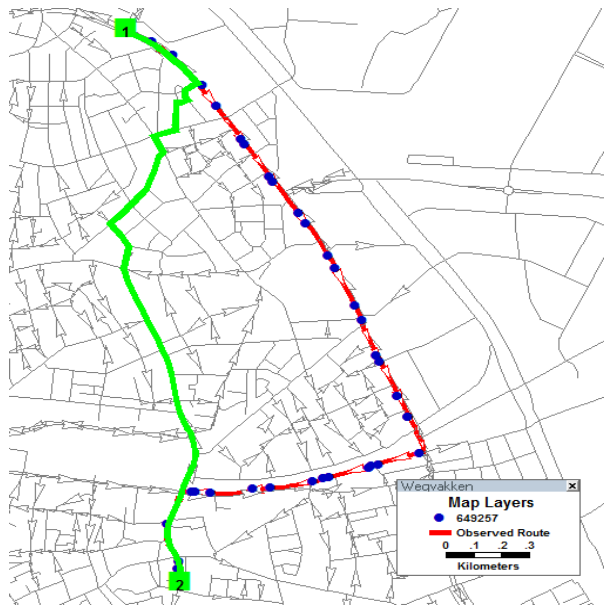 1
Wegvakken
Map Layers
649257
Observed Route
0 .1 .2 .3
Kilometers
2